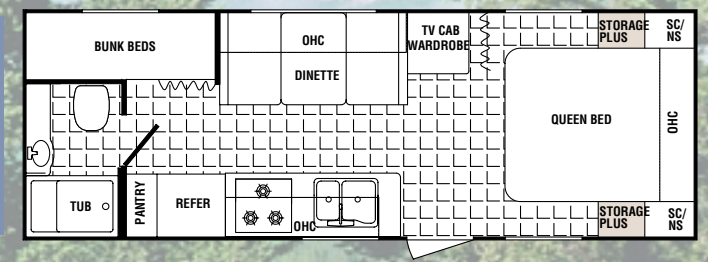 BUNK BEDS
OHC
DINETTE
TV CAB
WARDROBE
STORAGE
PLUS
SC/
NS
QUEEN BED
OHC
TUB
PANTRY
REFER
OHC
STORAGE
PLUS
SC/
NS